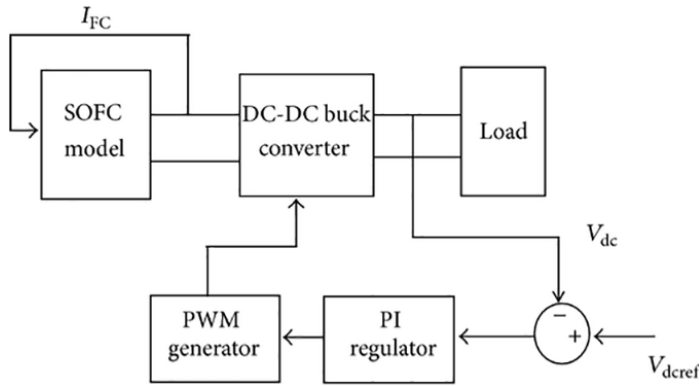 I_FC
SOFC
model
DC-DC buck
converter
Load
V_dc
PWM
generator
PI
regulator
−
+
V_dcref